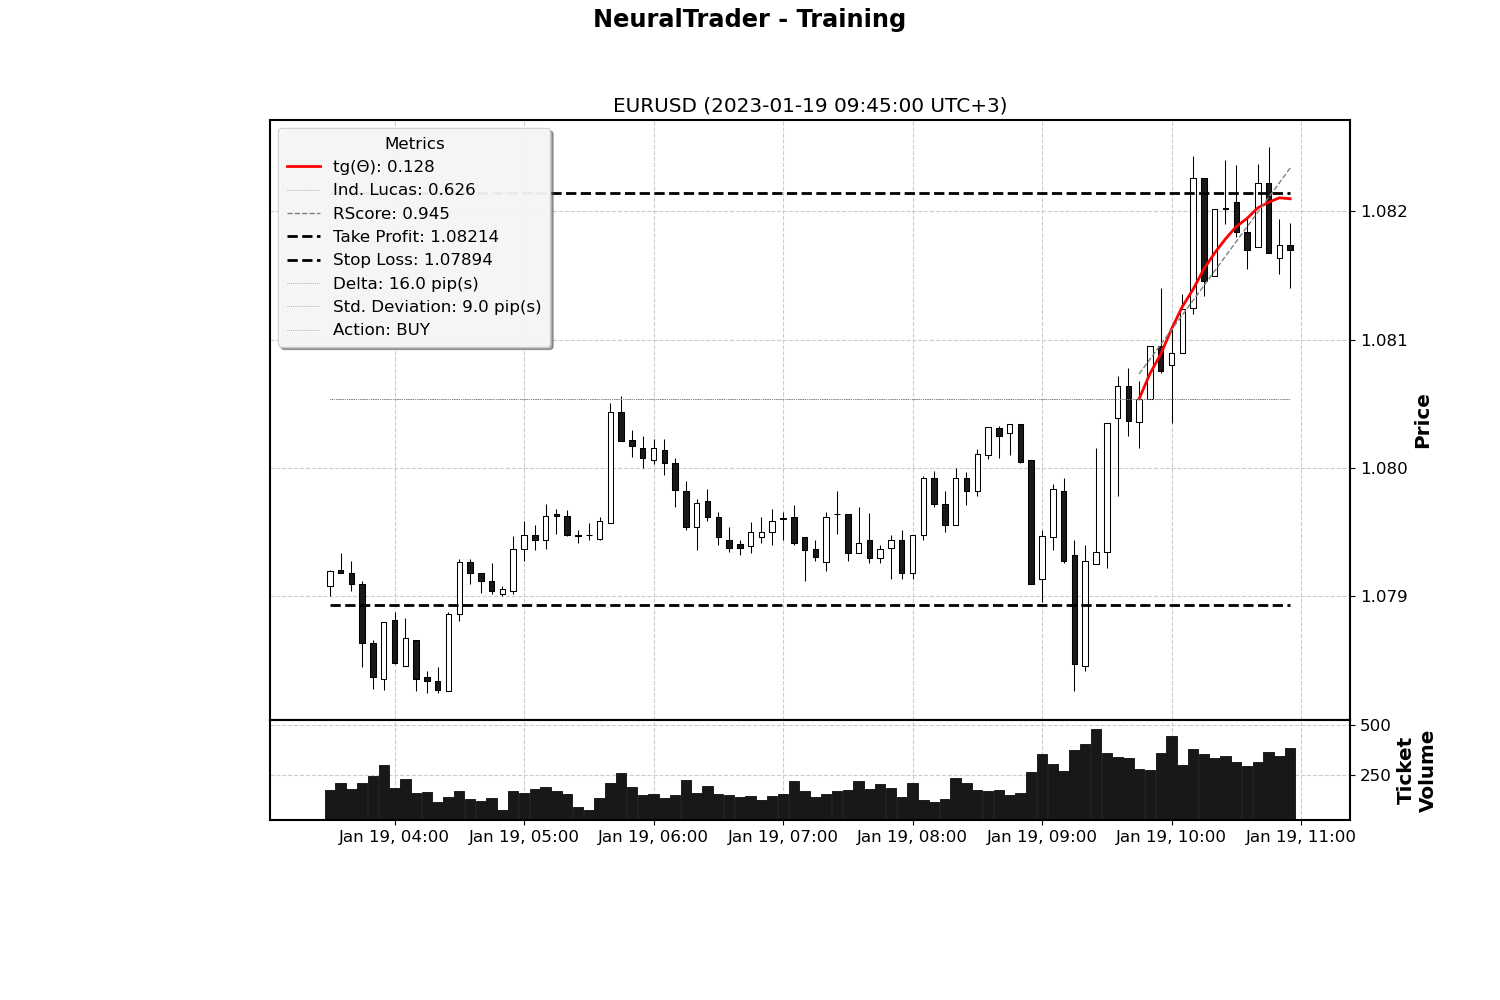 NeuralTrader - Training
EURUSD (2023-01-19 09:45:00 UTC+3)
Metrics
tg(Θ): 0.128
Ind. Lucas: 0.626
RScore: 0.945
Take Profit: 1.08214
Stop Loss: 1.07894
Delta: 16.0 pip(s)
Std. Deviation: 9.0 pip(s)
Action: BUY
1.082
1.081
1.080
1.079
Price
500
250
Ticket
Volume
Jan 19, 04:00
Jan 19, 05:00
Jan 19, 06:00
Jan 19, 07:00
Jan 19, 08:00
Jan 19, 09:00
Jan 19, 10:00
Jan 19, 11:00